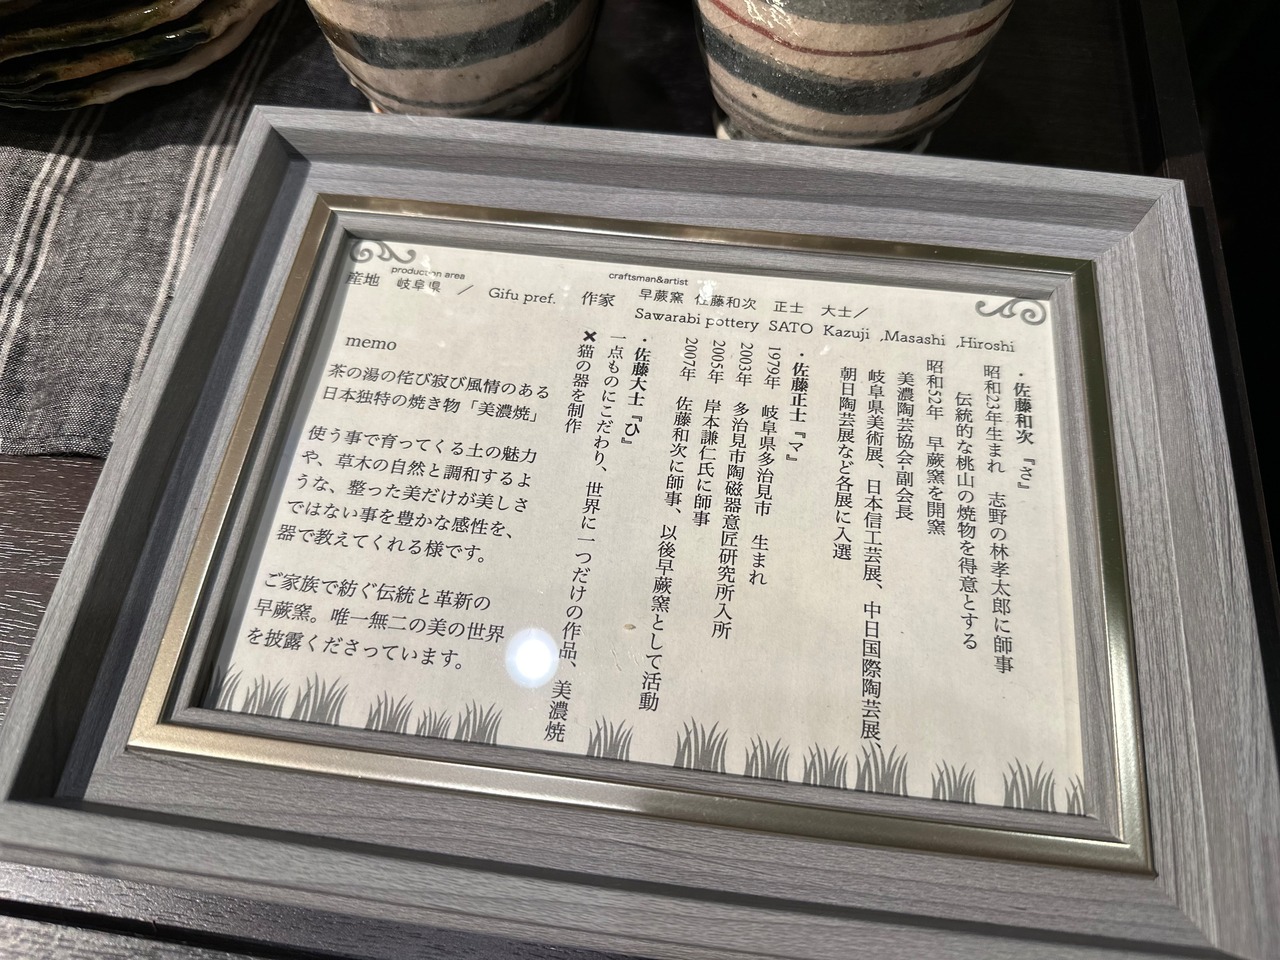 production area
産地 岐阜県 ／ Gifu pref.
craftsman&artist
作家 早蕨窯 佐藤和次 正士 大士／
Sawarabi pottery SATO Kazuji ,Masashi ,Hiroshi
・佐藤和次 『さ』
昭和23年生まれ 志野の林孝太郎に師事
伝統的な桃山の焼物を得意とする
昭和52年 早蕨窯を開窯
美濃陶芸協会-副会長
岐阜県美術展、日本信工芸展、中日国際陶芸展、
朝日陶芸展など各展に入選
・佐藤正士 『マ』
1979年 岐阜県多治見市 生まれ
2003年 多治見市陶磁器意匠研究所入所
2005年 岸本謙仁氏に師事
2007年 佐藤和次に師事、以後早蕨窯として活動
・佐藤大士 『ひ』
一点ものにこだわり、世界に一つだけの作品、美濃焼
✖猫の器を制作
memo
茶の湯の侘び寂び風情のある
日本独特の焼き物「美濃焼」
使う事で育ってくる土の魅力
や、草木の自然と調和するよ
うな、整った美だけが美しさ
ではない事を豊かな感性を、
器で教えてくれる様です。
ご家族で紡ぐ伝統と革新の
早蕨窯。唯一無二の美の世界
を披露くださっています。